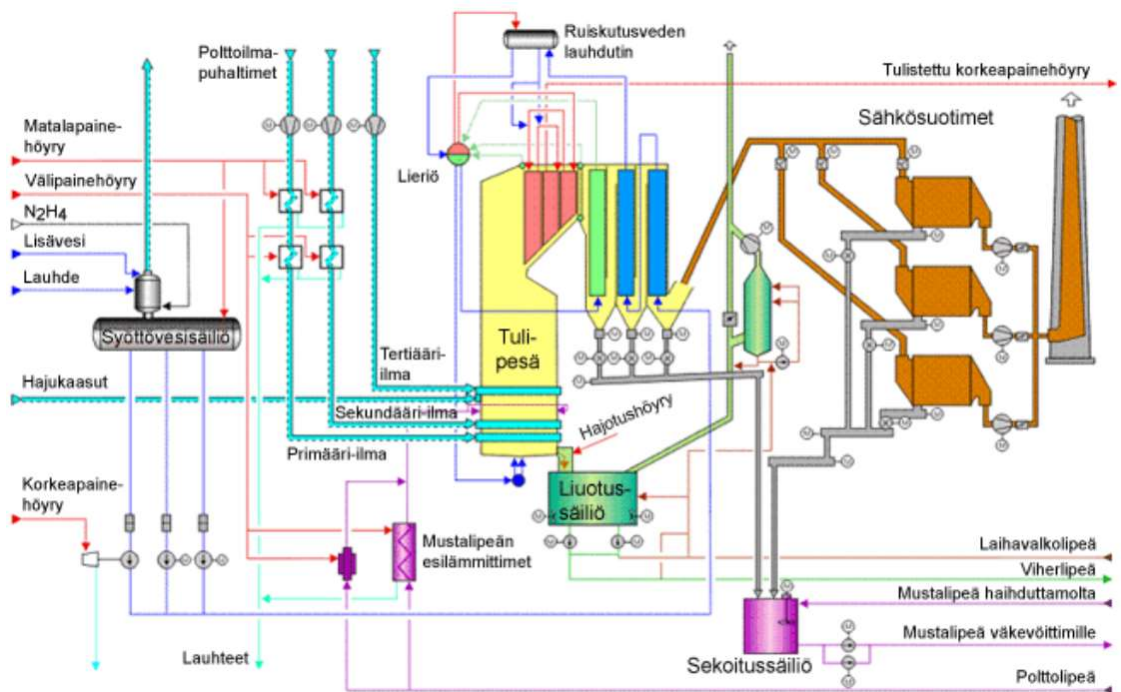 Polttoilma-
puhaltimet
Ruiskutusveden
lauhdutin
Tulistettu korkeapainehöyry
Sähkösuotimet
Matalapaine-
höyry
Välipainehöyry
N2H4
Lisävesi
Lauhde
Lieriö
Syöttövesisäiliö
Tuli-
pesä
Tertiääri-
ilma
Hajukaasut
Sekundääri-ilma
Primääri-ilma
Hajotushöyry
Korkeapaine-
höyry
Liuotus-
säiliö
Mustalipeän
esilämmittimet
Laihavalkolipeä
Viherlipeä
Mustalipeä haihduttamolta
Mustalipeä väkevöittimille
Sekoitussäiliö
Lauhteet
Polttolipeä